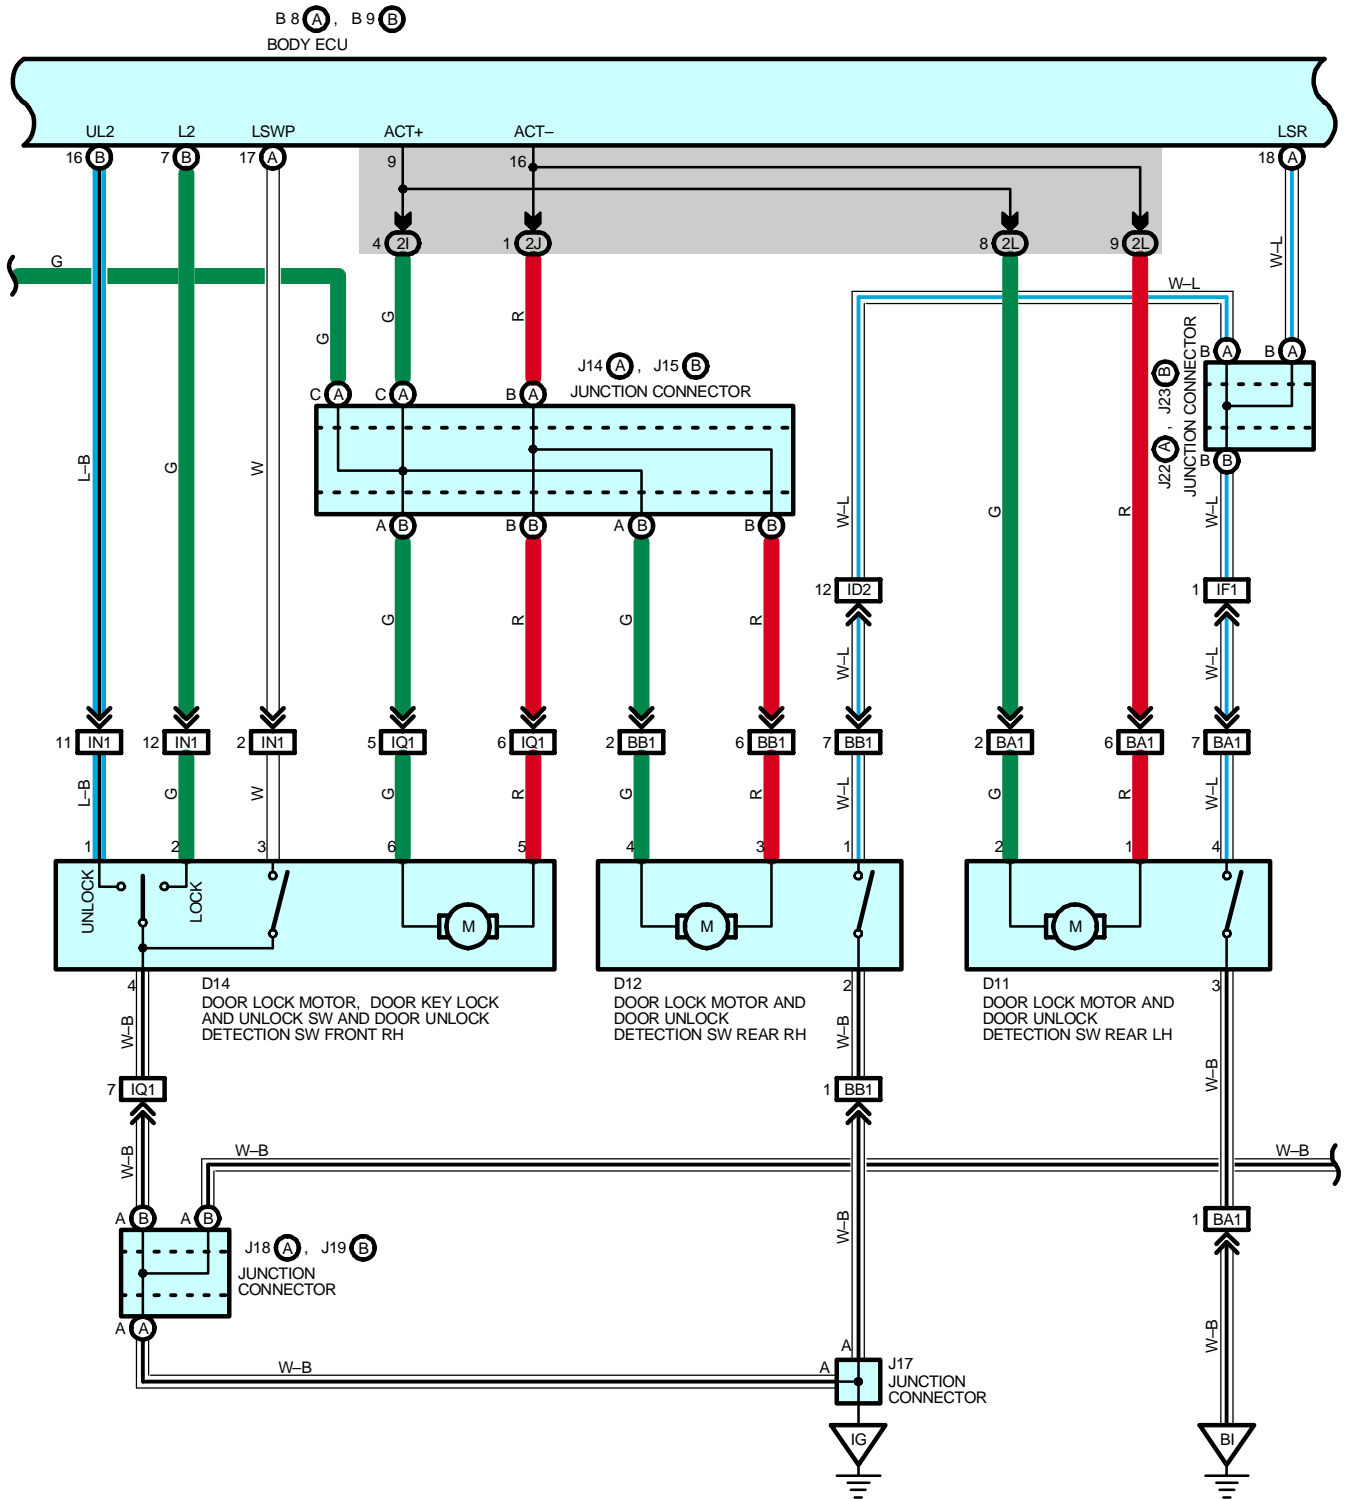 B 8 A , B 9 B
BODY ECU
UL2 L2 LSWP ACT+ ACT– LSR
16 B 7 B 17 A 9 16 18 A
4 2I 1 2J 8 2L 9 2L
G
W–L
W–L
G
G
R
J14 A , J15 B
JUNCTION CONNECTOR
J22 A , J23 B
JUNCTION CONNECTOR
B A B A
C A C A B A
B B
L–B
G
W
W–L
G
R
W–L
A B B B A B B B
12 ID2 1 IF1
G
R
G
R
W–L
W–L
11 IN1 12 IN1 2 IN1 5 IQ1 6 IQ1 2 BB1 6 BB1 7 BB1 2 BA1 6 BA1 7 BA1
L–B
G
W
G
R
G
R
W–L
G
R
W–L
1 2 3 6 5 4 3 1 2 1 4
UNLOCK
LOCK
M M M
4 2 3
D14
DOOR LOCK MOTOR, DOOR KEY LOCK
AND UNLOCK SW AND DOOR UNLOCK
DETECTION SW FRONT RH
D12
DOOR LOCK MOTOR AND
DOOR UNLOCK
DETECTION SW REAR RH
D11
DOOR LOCK MOTOR AND
DOOR UNLOCK
DETECTION SW REAR LH
W–B
W–B
W–B
7 IQ1 1 BB1
W–B
W–B
W–B
W–B
A B A B
1 BA1
J18 A , J19 B
JUNCTION
CONNECTOR
A A
W–B
W–B
A
A
J17
JUNCTION
CONNECTOR
IG BI